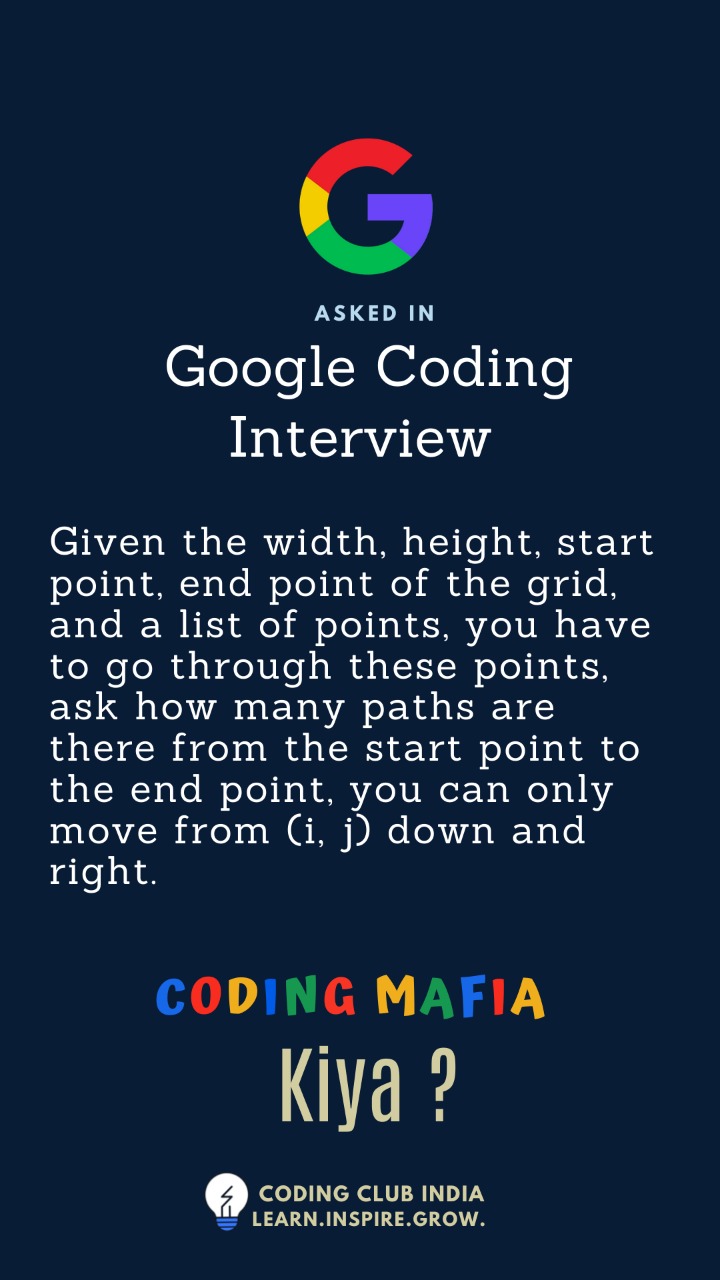 ASKED IN
Google Coding
Interview
Given the width, height, start
point, end point of the grid,
and a list of points, you have
to go through these points,
ask how many paths are
there from the start point to
the end point, you can only
move from (i, j) down and
right.
CODING MAFIA
Kiya ?
CODING CLUB INDIA
LEARN.INSPIRE.GROW.